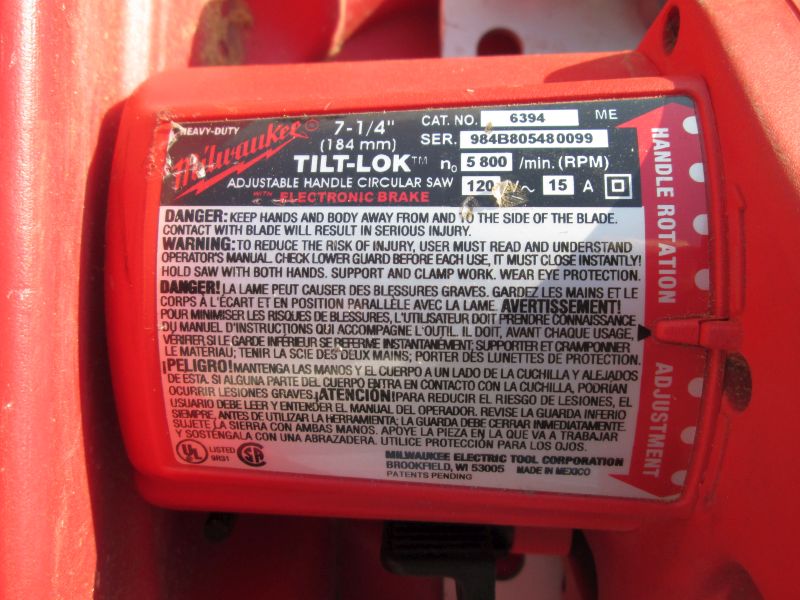 HEAVY-DUTY
Milwaukee®
7-1/4"
(184 mm)
TILT-LOK™
ADJUSTABLE HANDLE CIRCULAR SAW
WITH ELECTRONIC BRAKE
CAT. NO. 6394 ME
SER. 984B805480099
n₀ 5 800 /min. (RPM)
120 V~ 15 A
DANGER: KEEP HANDS AND BODY AWAY FROM AND TO THE SIDE OF THE BLADE.
CONTACT WITH BLADE WILL RESULT IN SERIOUS INJURY.
WARNING: TO REDUCE THE RISK OF INJURY, USER MUST READ AND UNDERSTAND
OPERATOR'S MANUAL. CHECK LOWER GUARD BEFORE EACH USE, IT MUST CLOSE INSTANTLY!
HOLD SAW WITH BOTH HANDS. SUPPORT AND CLAMP WORK. WEAR EYE PROTECTION.
DANGER! LA LAME PEUT CAUSER DES BLESSURES GRAVES. GARDEZ LES MAINS ET LE
CORPS À L'ÉCART ET EN POSITION PARALLÈLE AVEC LA LAME. AVERTISSEMENT!
POUR MINIMISER LES RISQUES DE BLESSURES, L'UTILISATEUR DOIT PRENDRE CONNAISSANCE
DU MANUEL D'INSTRUCTIONS QUI ACCOMPAGNE L'OUTIL. IL DOIT, AVANT CHAQUE USAGE,
VÉRIFIER SI LE GARDE INFÉRIEUR SE REFERME INSTANTANÉMENT; SUPPORTER ET CRAMPONNER
LE MATÉRIAU; TENIR LA SCIE DES DEUX MAINS; PORTER DES LUNETTES DE PROTECTION.
¡PELIGRO! MANTENGA LAS MANOS Y EL CUERPO A UN LADO DE LA CUCHILLA Y ALEJADOS
DE ESTA. SI ALGUNA PARTE DEL CUERPO ENTRA EN CONTACTO CON LA CUCHILLA, PODRÍAN
OCURRIR LESIONES GRAVES. ¡ATENCIÓN! PARA REDUCIR EL RIESGO DE LESIONES, EL
USUARIO DEBE LEER Y ENTENDER EL MANUAL DEL OPERADOR. REVISE LA GUARDA INFERIO
SIEMPRE, ANTES DE UTILIZAR LA HERRAMIENTA; LA GUARDA DEBE CERRAR INMEDIATAMENTE.
SUJETE LA SIERRA CON AMBAS MANOS. APOYE LA PIEZA EN LA QUE VA A TRABAJAR
Y SOSTÉNGALA CON UNA ABRAZADERA. UTILICE PROTECCIÓN PARA LOS OJOS.
UL LISTED
9R31
SA
MILWAUKEE ELECTRIC TOOL CORPORATION
BROOKFIELD, WI 53005 MADE IN MEXICO
PATENTS PENDING
HANDLE ROTATION
ADJUSTMENT